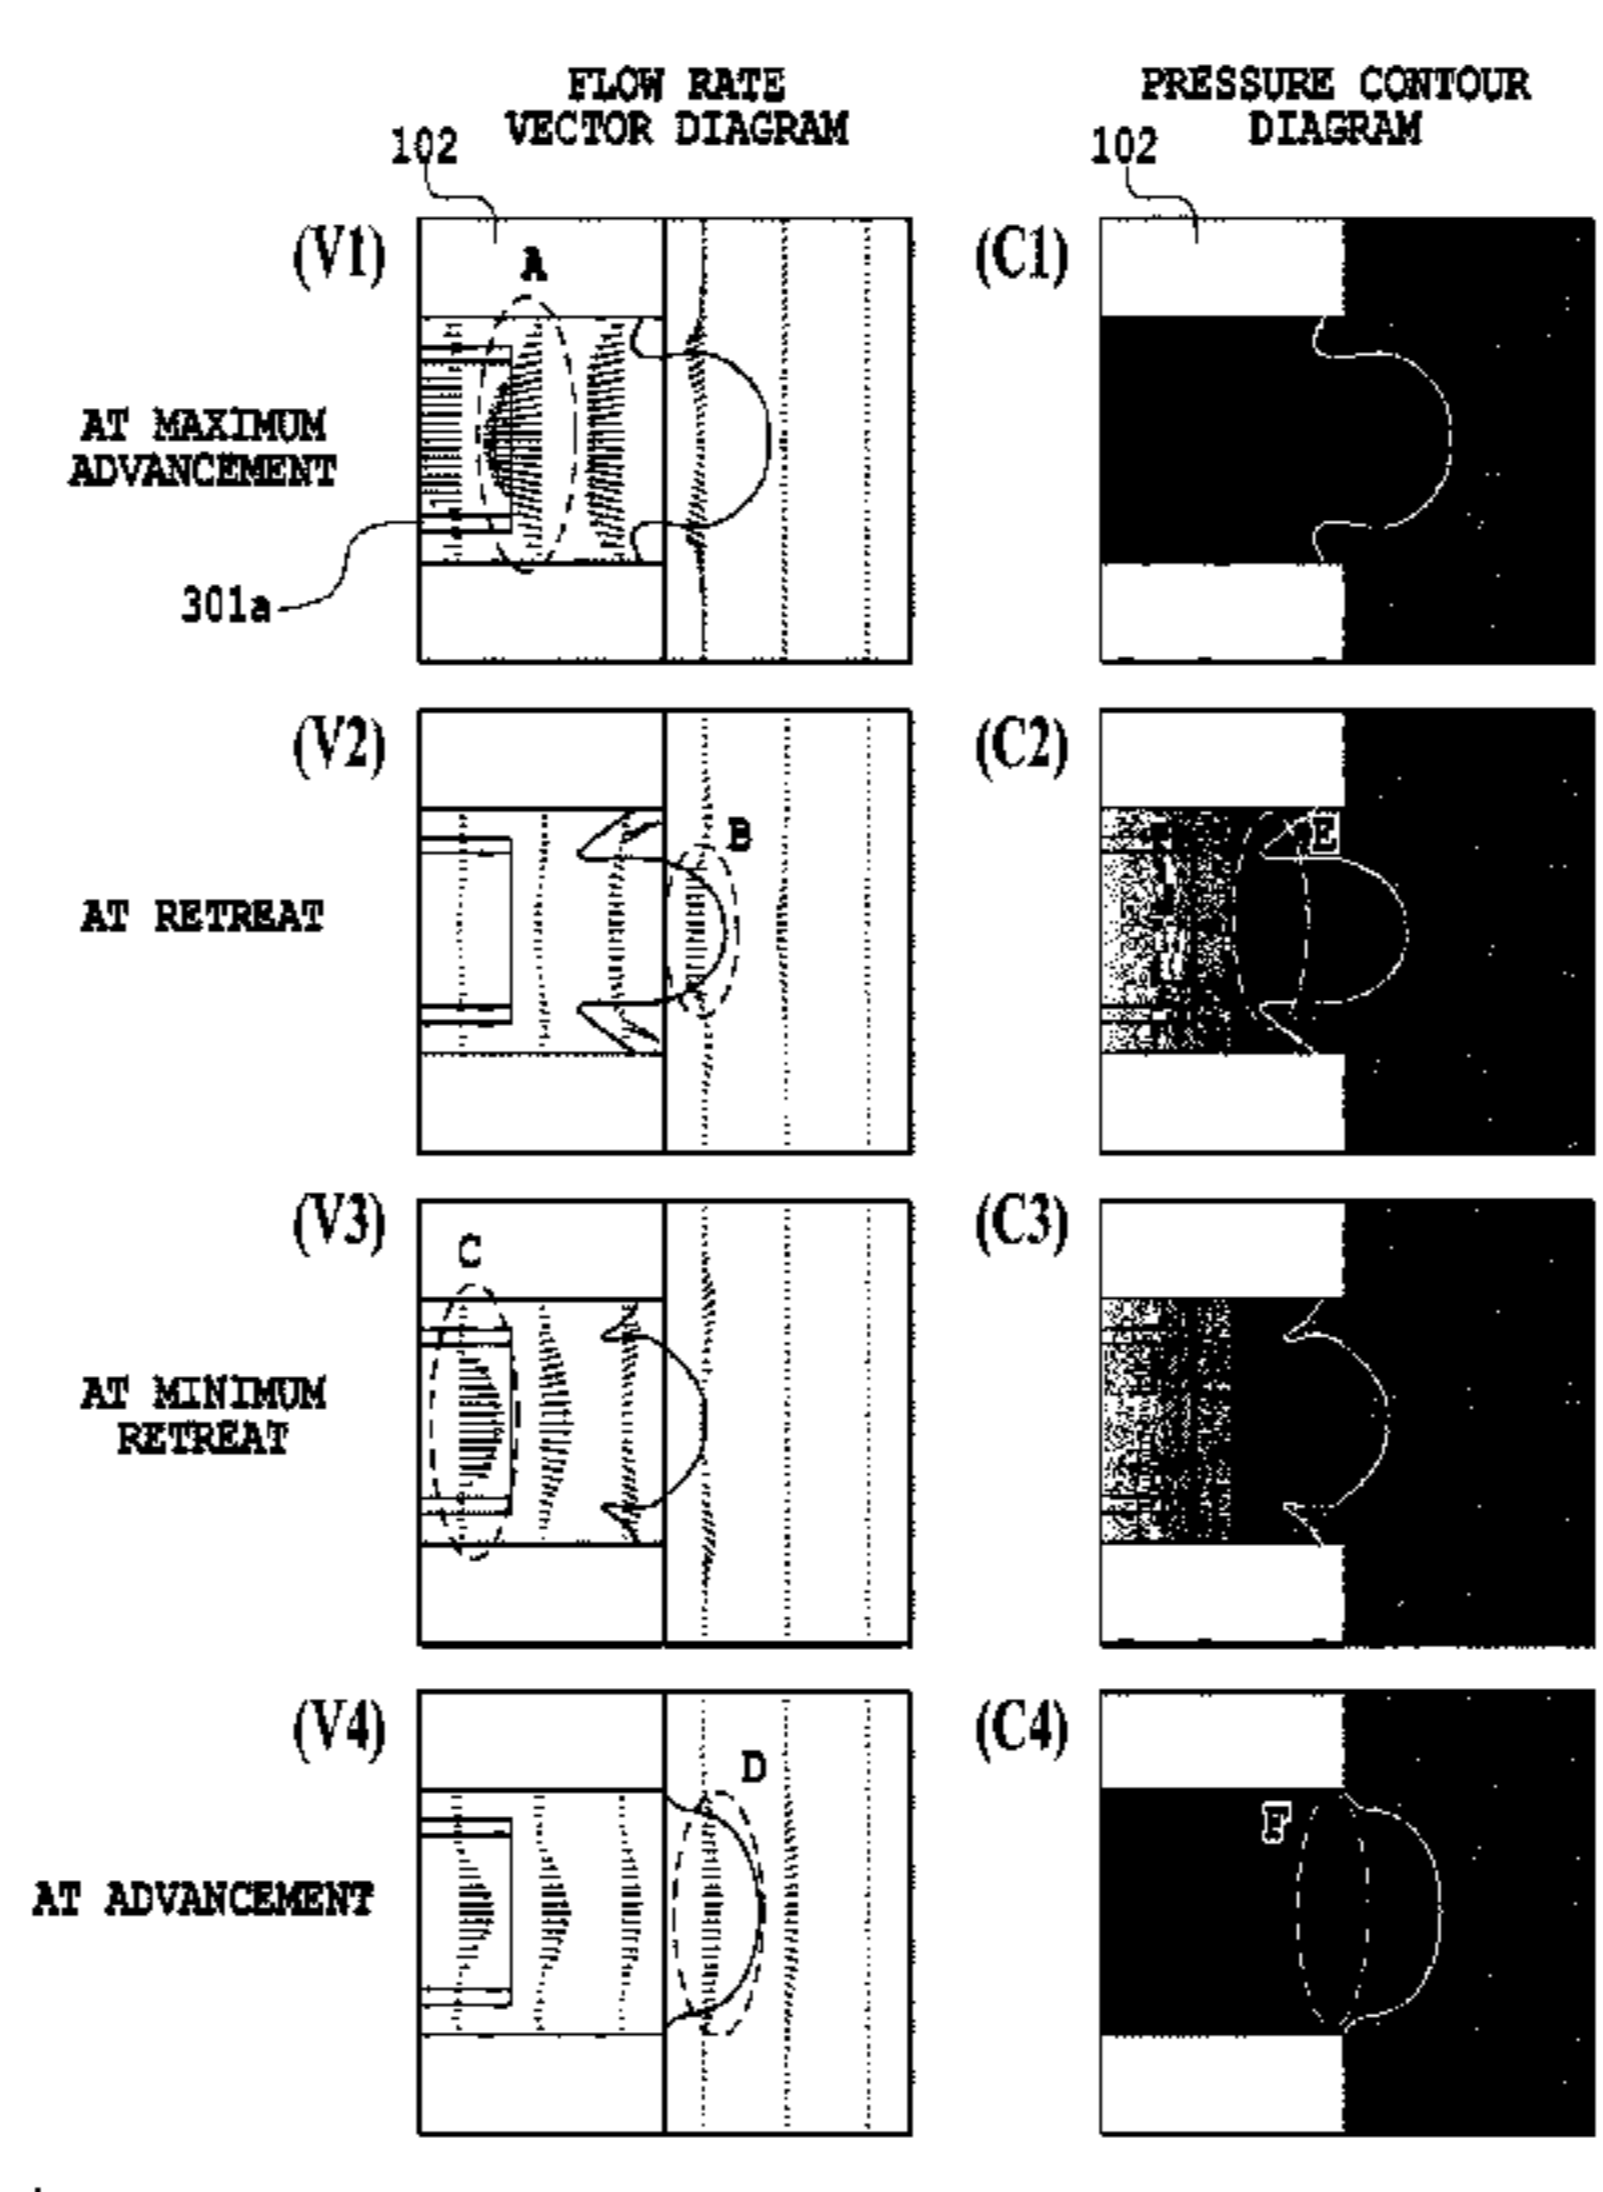 FLOW RATE
VECTOR DIAGRAM
PRESSURE CONTOUR
DIAGRAM
102
102
(V1)
A
(C1)
AT MAXIMUM
ADVANCEMENT
301a
(V2)
B
(C2)
E
AT RETREAT
(V3)
C
(C3)
AT MINIMUM
RETREAT
(V4)
D
(C4)
F
AT ADVANCEMENT